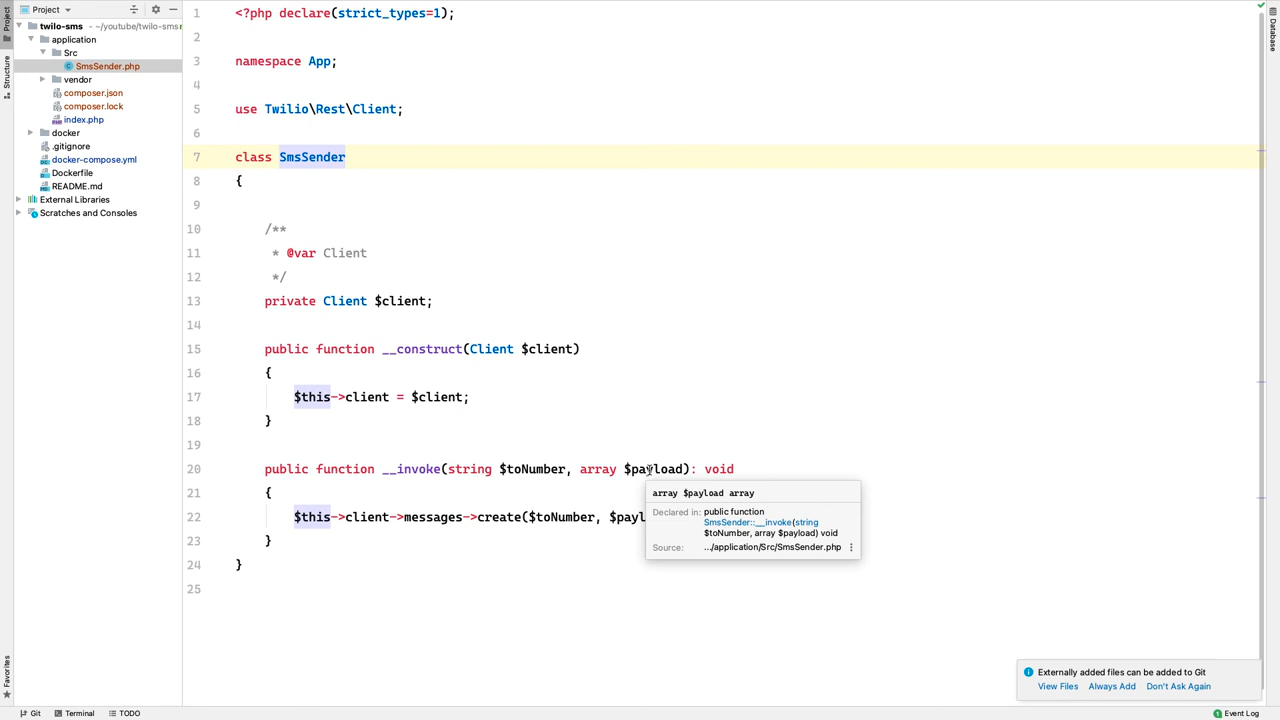 Project
1 <?php declare(strict_types=1);
twilo-sms ~/youtube/twilo-sms
2
application
Src
3 namespace App;
SmsSender.php
vendor
4
composer.json
composer.lock
5 use Twilio\Rest\Client;
index.php
docker
6
.gitignore
docker-compose.yml
7 class SmsSender
Dockerfile
README.md
8 {
External Libraries
Scratches and Consoles
9
10 /**
11 * @var Client
12 */
13 private Client $client;
14
15 public function __construct(Client $client)
16 {
17 $this->client = $client;
18 }
19
20 public function __invoke(string $toNumber, array $payload): void
21 {
array $payload array
Declared in: public function
SmsSender::__invoke(string
$toNumber, array $payload) void
Source: .../application/Src/SmsSender.php
22 $this->client->messages->create($toNumber, $payl
23 }
24 }
25
Project
Structure
Favorites
Database
Externally added files can be added to Git
View Files Always Add Don't Ask Again
Git Terminal TODO
1 Event Log